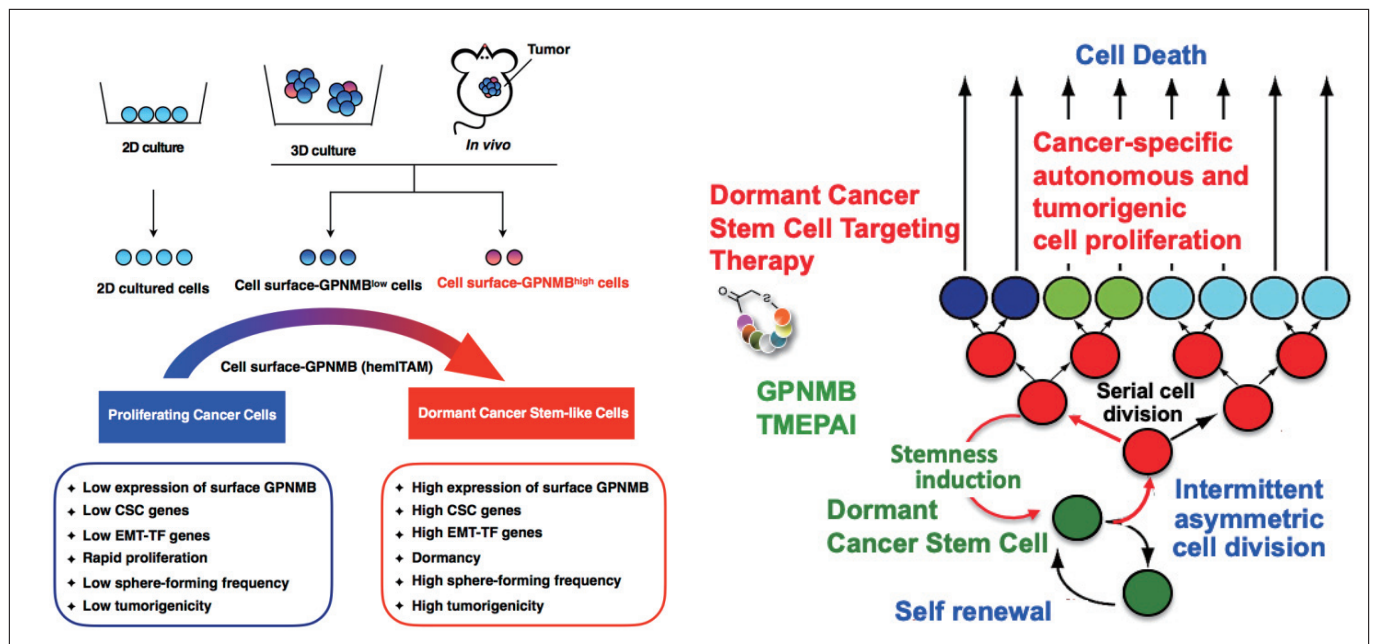 Tumor
2D culture
3D culture
In vivo
2D cultured cells
Cell surface-GPNMBlow cells
Cell surface-GPNMBhigh cells
Cell surface-GPNMB (hemITAM)
Proliferating Cancer Cells
Dormant Cancer Stem-like Cells
✦ Low expression of surface GPNMB
✦ Low CSC genes
✦ Low EMT-TF genes
✦ Rapid proliferation
✦ Low sphere-forming frequency
✦ Low tumorigenicity
✦ High expression of surface GPNMB
✦ High CSC genes
✦ High EMT-TF genes
✦ Dormancy
✦ High sphere-forming frequency
✦ High tumorigenicity
Cell Death
Cancer-specific
autonomous and
tumorigenic
cell proliferation
Dormant Cancer
Stem Cell Targeting
Therapy
O
S
GPNMB
TMEPAI
Serial cell
division
Stemness
induction
Dormant
Cancer Stem Cell
Intermittent
asymmetric
cell division
Self renewal